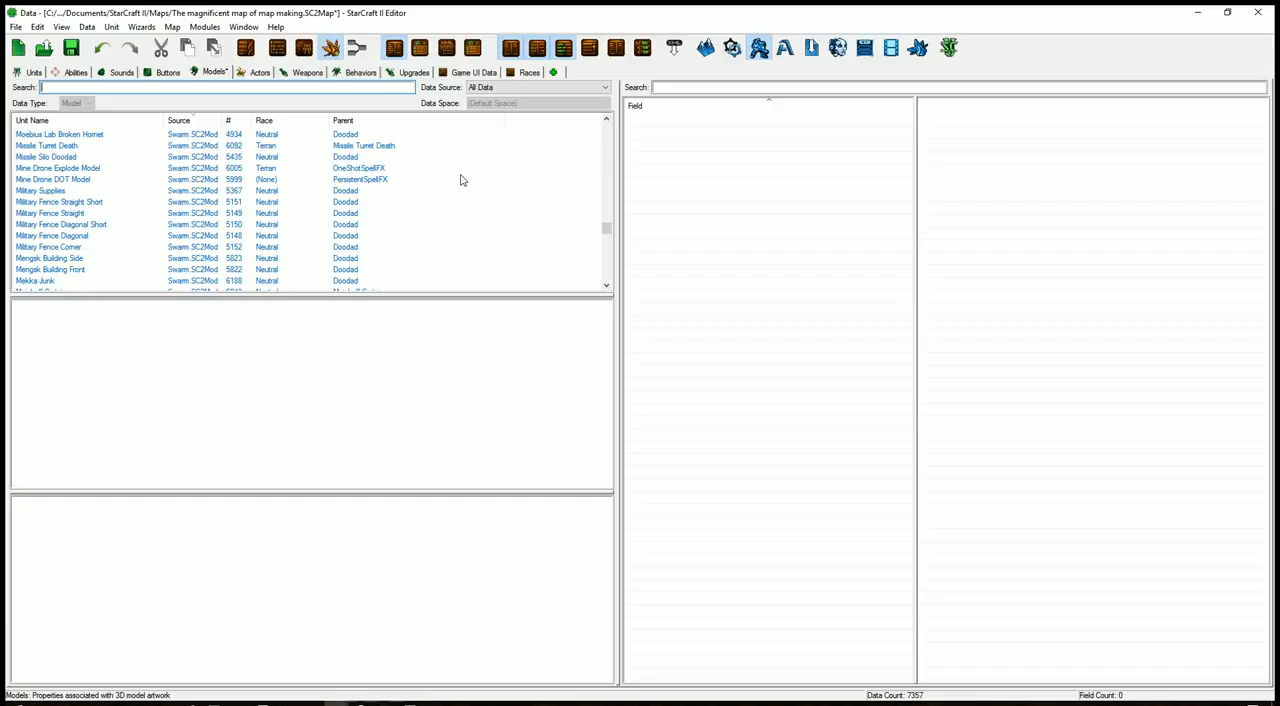 Data - [C:/.../Documents/StarCraft II/Maps/The magnificent map of map making.SC2Map*] - StarCraft II Editor
File Edit View Data Unit Wizards Map Modules Window Help
Units Abilities Sounds Buttons Models* Actors Weapons Behaviors Upgrades Game UI Data Races
Search: Data Source: All Data Search:
Data Type: Model Data Space: (Default Space)
Field
Unit Name Source # Race Parent
Moebius Lab Broken Hornet Swarm.SC2Mod 4934 Neutral Doodad
Missile Turret Death Swarm.SC2Mod 6092 Terran Missile Turret Death
Missile Silo Doodad Swarm.SC2Mod 5435 Neutral Doodad
Mine Drone Explode Model Swarm.SC2Mod 6005 Terran OneShotSpellFX
Mine Drone DOT Model Swarm.SC2Mod 5999 (None) PersistentSpellFX
Military Supplies Swarm.SC2Mod 5367 Neutral Doodad
Military Fence Straight Short Swarm.SC2Mod 5151 Neutral Doodad
Military Fence Straight Swarm.SC2Mod 5149 Neutral Doodad
Military Fence Diagonal Short Swarm.SC2Mod 5150 Neutral Doodad
Military Fence Diagonal Swarm.SC2Mod 5148 Neutral Doodad
Military Fence Corner Swarm.SC2Mod 5152 Neutral Doodad
Mengsk Building Side Swarm.SC2Mod 5823 Neutral Doodad
Mengsk Building Front Swarm.SC2Mod 5822 Neutral Doodad
Mekka Junk Swarm.SC2Mod 6188 Neutral Doodad
Models: Properties associated with 3D model artwork Data Count: 7357 Field Count: 0